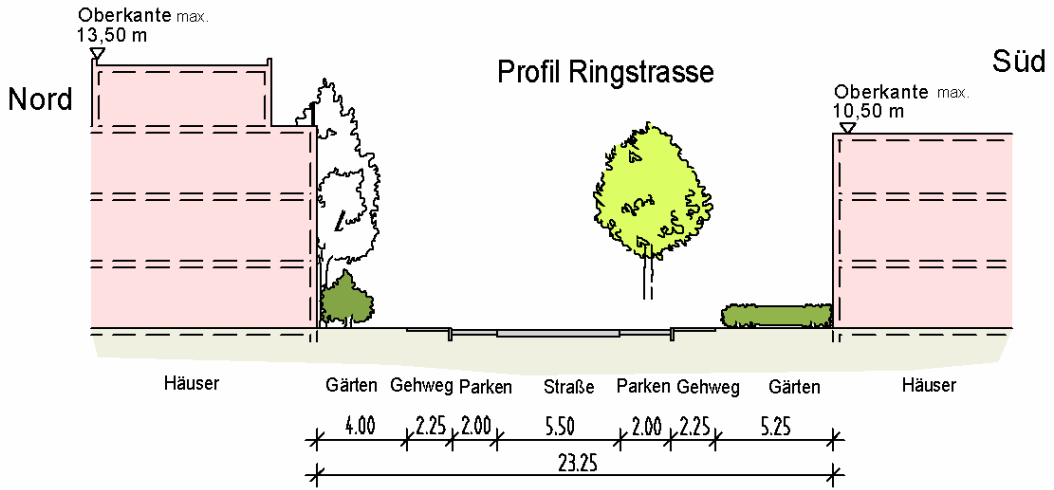 Oberkante max.
13,50 m
Nord
Profil Ringstrasse
Süd
Oberkante max.
10,50 m
Häuser Gärten Gehweg Parken Straße Parken Gehweg Gärten Häuser
4.00 2.25 2.00 5.50 2.00 2.25 5.25
23.25